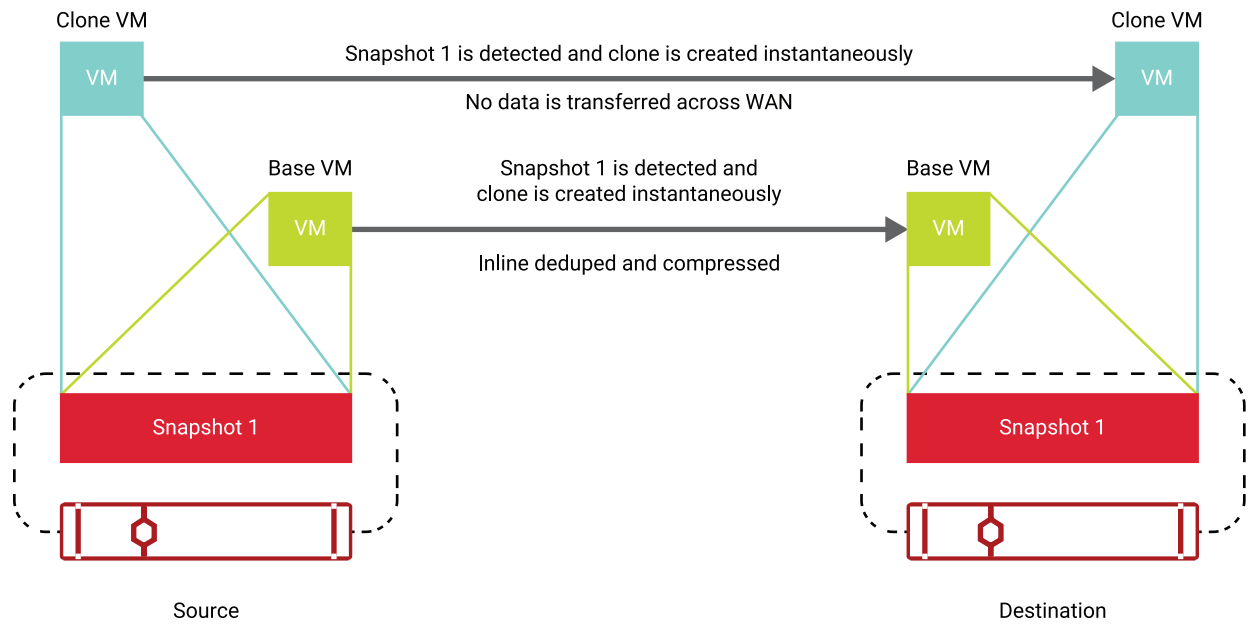 Clone VM
Clone VM
VM
Snapshot 1 is detected and clone is created instantaneously
VM
No data is transferred across WAN
Base VM
Snapshot 1 is detected and
clone is created instantaneously
Base VM
VM
VM
Inline deduped and compressed
Snapshot 1
Snapshot 1
Source
Destination